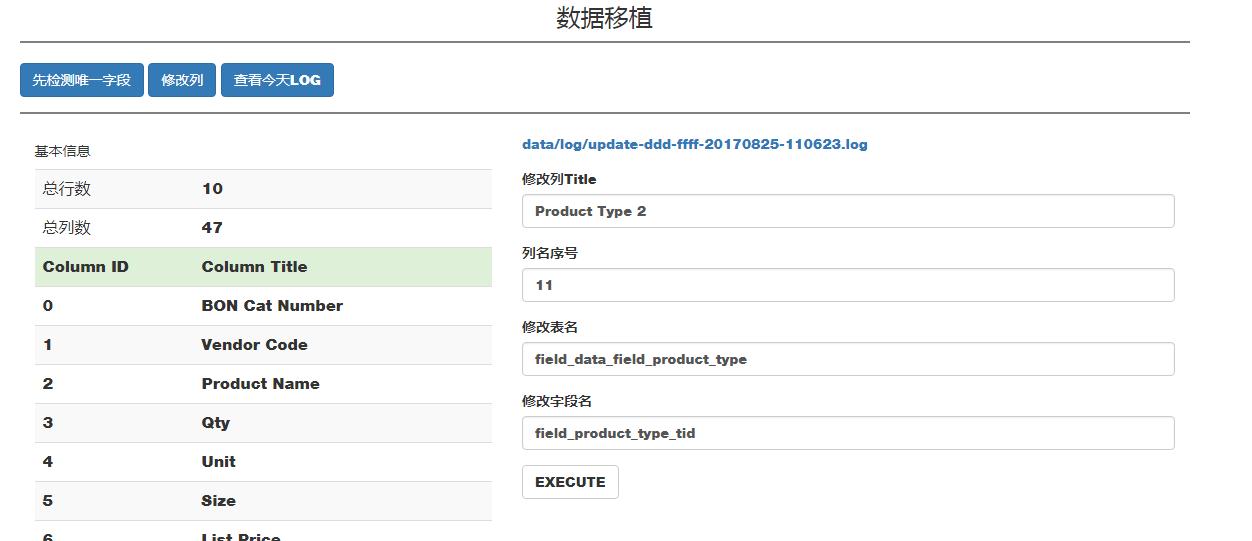 数据移植
先检测唯一字段 修改列 查看今天LOG
基本信息
总行数 10
总列数 47
Column ID Column Title
0 BON Cat Number
1 Vendor Code
2 Product Name
3 Qty
4 Unit
5 Size
6 List Price
data/log/update-ddd-ffff-20170825-110623.log
修改列Title
Product Type 2
列名序号
11
修改表名
field_data_field_product_type
修改字段名
field_product_type_tid
EXECUTE